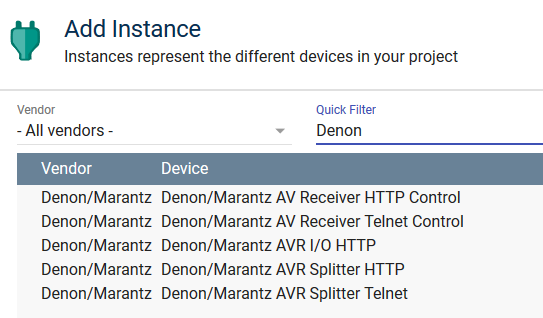 Add Instance
Instances represent the different devices in your project
Vendor Quick Filter
- All vendors - Denon
Vendor Device
Denon/Marantz Denon/Marantz AV Receiver HTTP Control
Denon/Marantz Denon/Marantz AV Receiver Telnet Control
Denon/Marantz Denon/Marantz AVR I/O HTTP
Denon/Marantz Denon/Marantz AVR Splitter HTTP
Denon/Marantz Denon/Marantz AVR Splitter Telnet